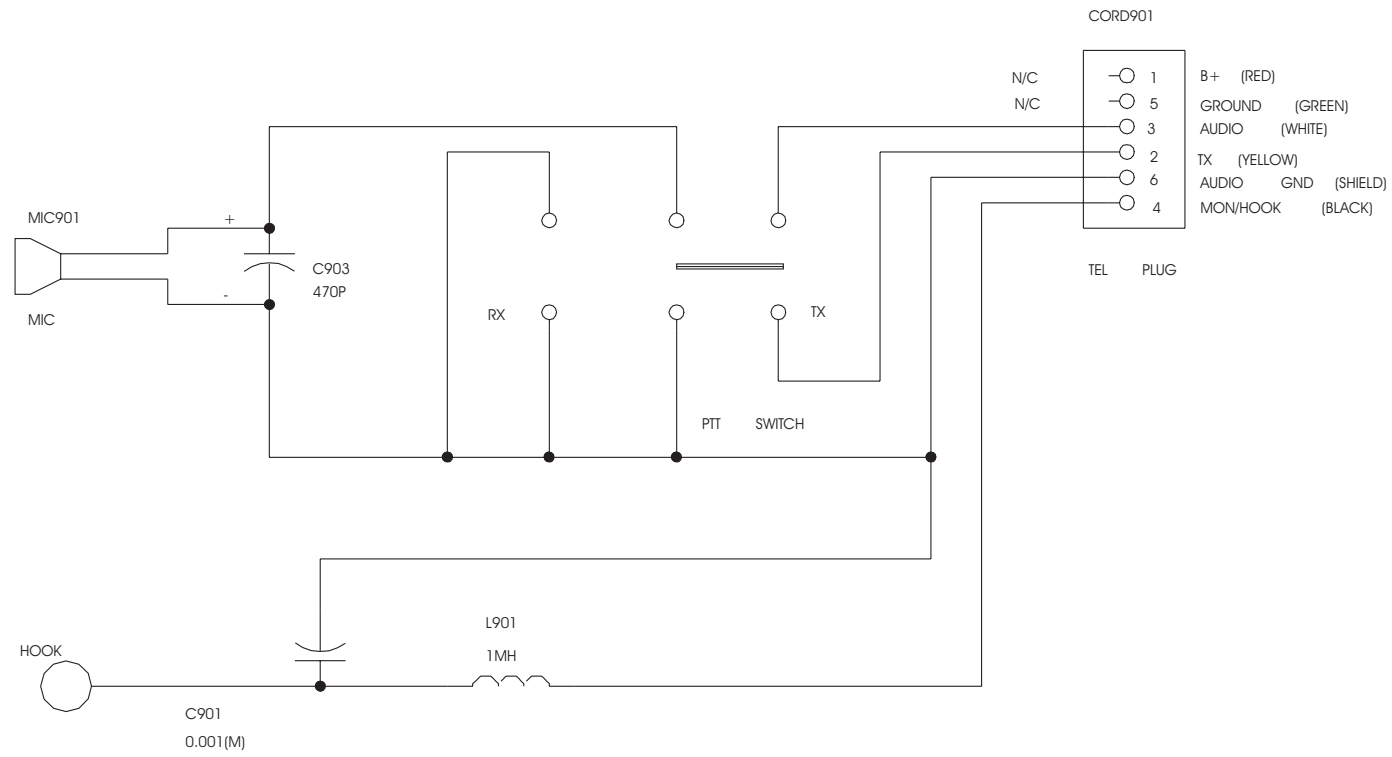 CORD901
N/C 1 B+ (RED)
N/C 5 GROUND (GREEN)
3 AUDIO (WHITE)
2 TX (YELLOW)
6 AUDIO GND (SHIELD)
4 MON/HOOK (BLACK)
MIC901
+
C903
TEL PLUG
470P
-
MIC
RX
TX
PTT SWITCH
L901
HOOK
1MH
C901
0.001(M)